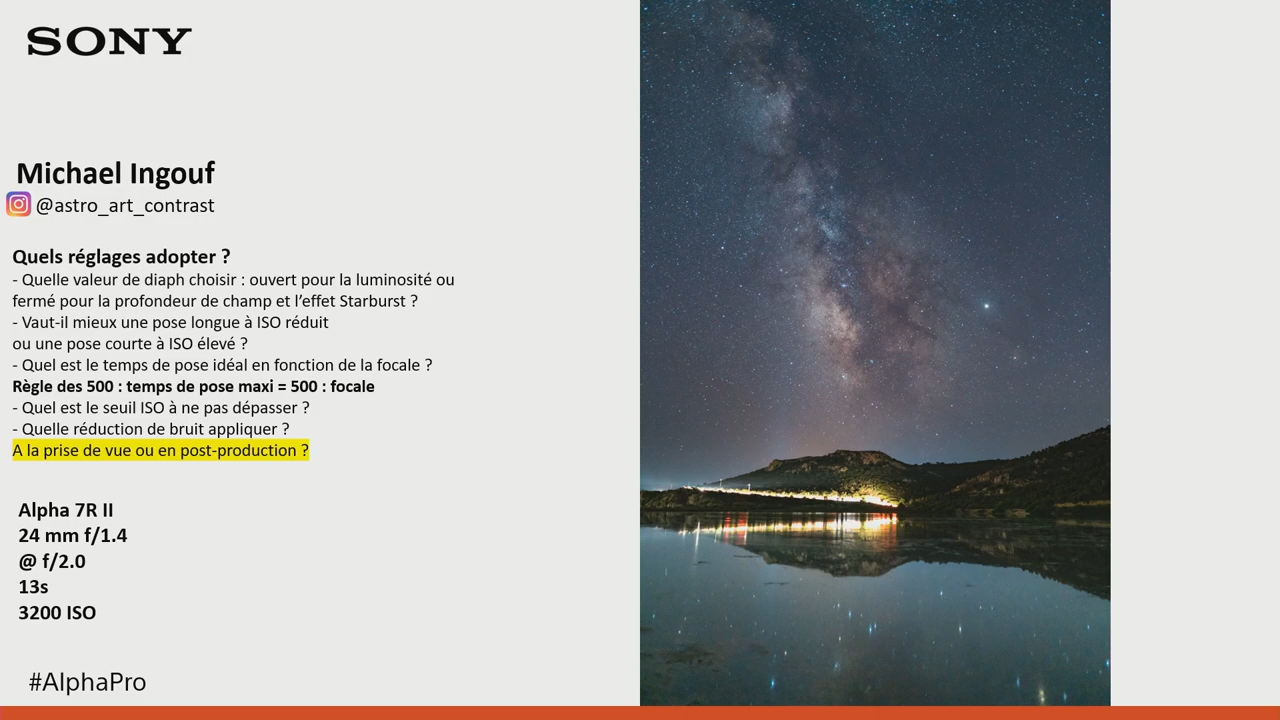 SONY
Michael Ingouf
@astro_art_contrast
Quels réglages adopter ?
- Quelle valeur de diaph choisir : ouvert pour la luminosité ou
fermé pour la profondeur de champ et l’effet Starburst ?
- Vaut-il mieux une pose longue à ISO réduit
ou une pose courte à ISO élevé ?
- Quel est le temps de pose idéal en fonction de la focale ?
Règle des 500 : temps de pose maxi = 500 : focale
- Quel est le seuil ISO à ne pas dépasser ?
- Quelle réduction de bruit appliquer ?
A la prise de vue ou en post-production ?
Alpha 7R II
24 mm f/1.4
@ f/2.0
13s
3200 ISO
#AlphaPro